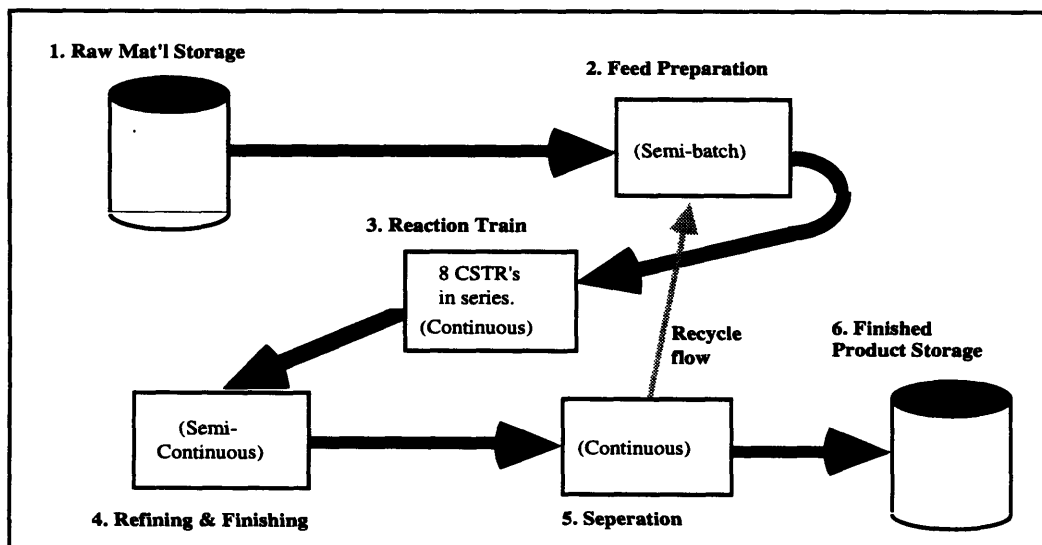 1. Raw Mat'l Storage
2. Feed Preparation
(Semi-batch)
3. Reaction Train
8 CSTR's
in series.
(Continuous)
Recycle
flow
6. Finished
Product Storage
(Semi-
Continuous)
(Continuous)
4. Refining & Finishing
5. Seperation